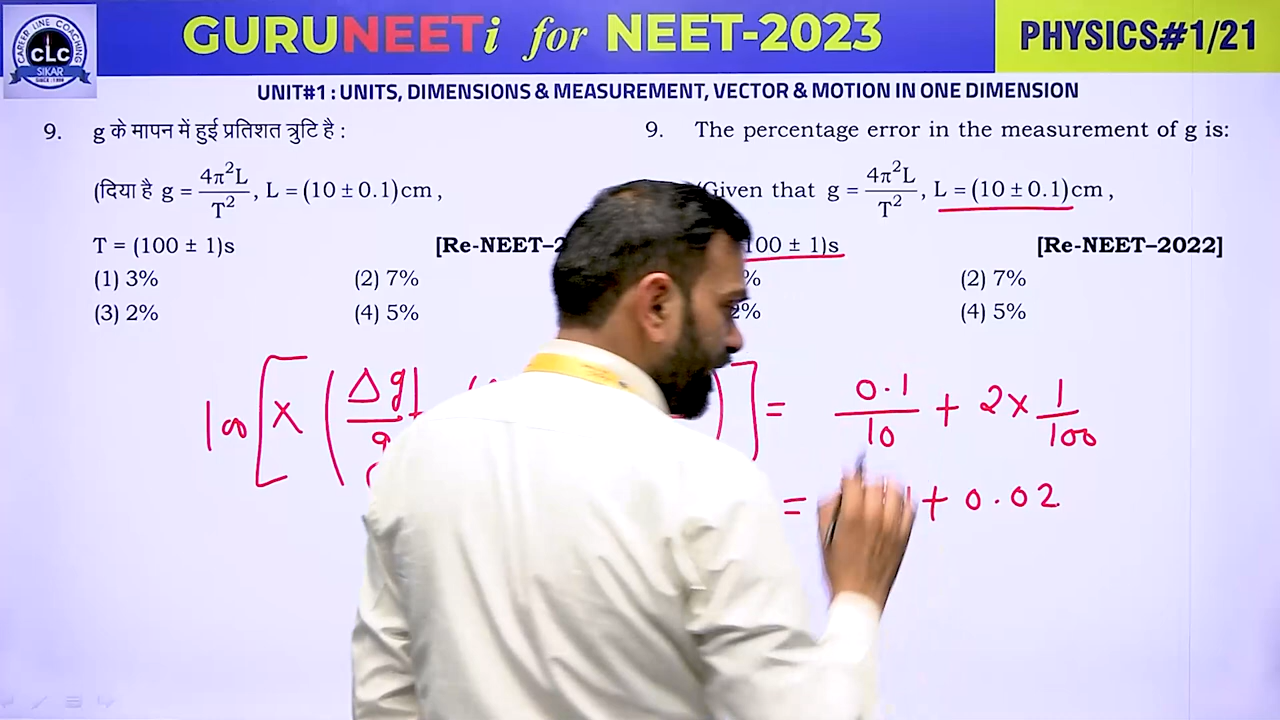 GURUNEETi for NEET-2023
PHYSICS#1/21
CAREER LINE COACHING
CLC
SIKAR
SINCE : 1996
UNIT#1 : UNITS, DIMENSIONS & MEASUREMENT, VECTOR & MOTION IN ONE DIMENSION
9. g के मापन में हुई प्रतिशत त्रुटि है :
(दिया है g = 4π²L/T², L = (10 ± 0.1)cm,
T = (100 ± 1)s [Re-NEET–2
(1) 3% (2) 7%
(3) 2% (4) 5%
9. The percentage error in the measurement of g is:
(Given that g = 4π²L/T², L = (10 ± 0.1)cm,
100 ± 1)s [Re-NEET–2022]
% (2) 7%
2% (4) 5%
100 [ X ( Δg ) ] = 0.1/10 + 2 × 1/100
= + 0.02